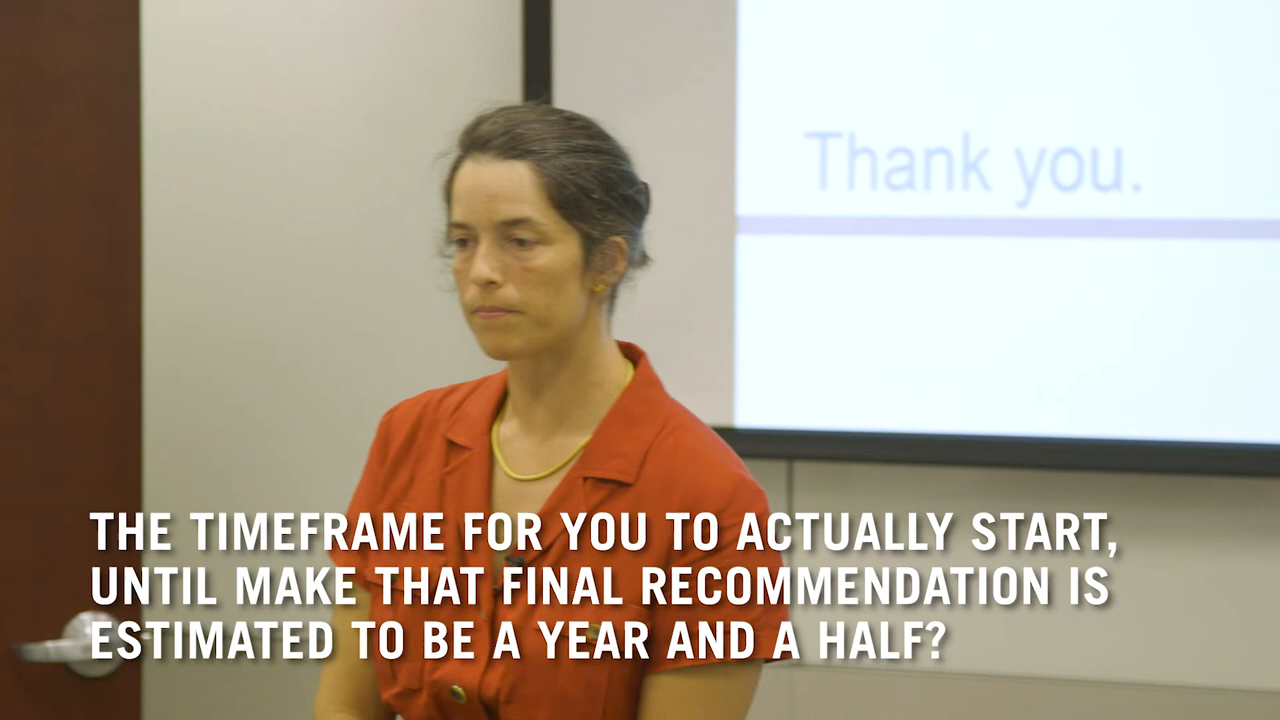 Thank you.
THE TIMEFRAME FOR YOU TO ACTUALLY START,
UNTIL MAKE THAT FINAL RECOMMENDATION IS
ESTIMATED TO BE A YEAR AND A HALF?